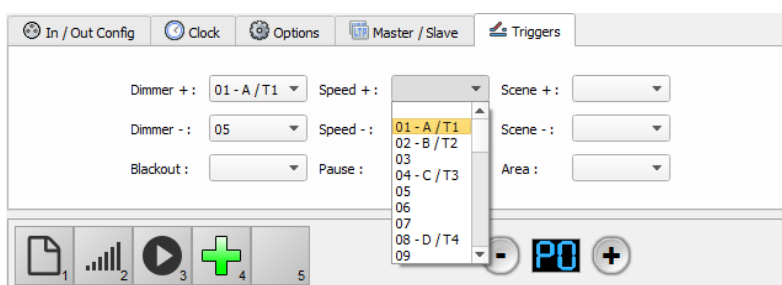 In / Out Config Clock Options LTP Master / Slave Triggers
Dimmer + : 01 - A / T1 Speed + : Scene + :
Dimmer - : 05 Speed - : 01 - A / T1 Scene - :
02 - B / T2
03
Blackout : Pause : 04 - C / T3 Area :
05
06
07
08 - D / T4
09
1 2 3 4 5 - P0 +